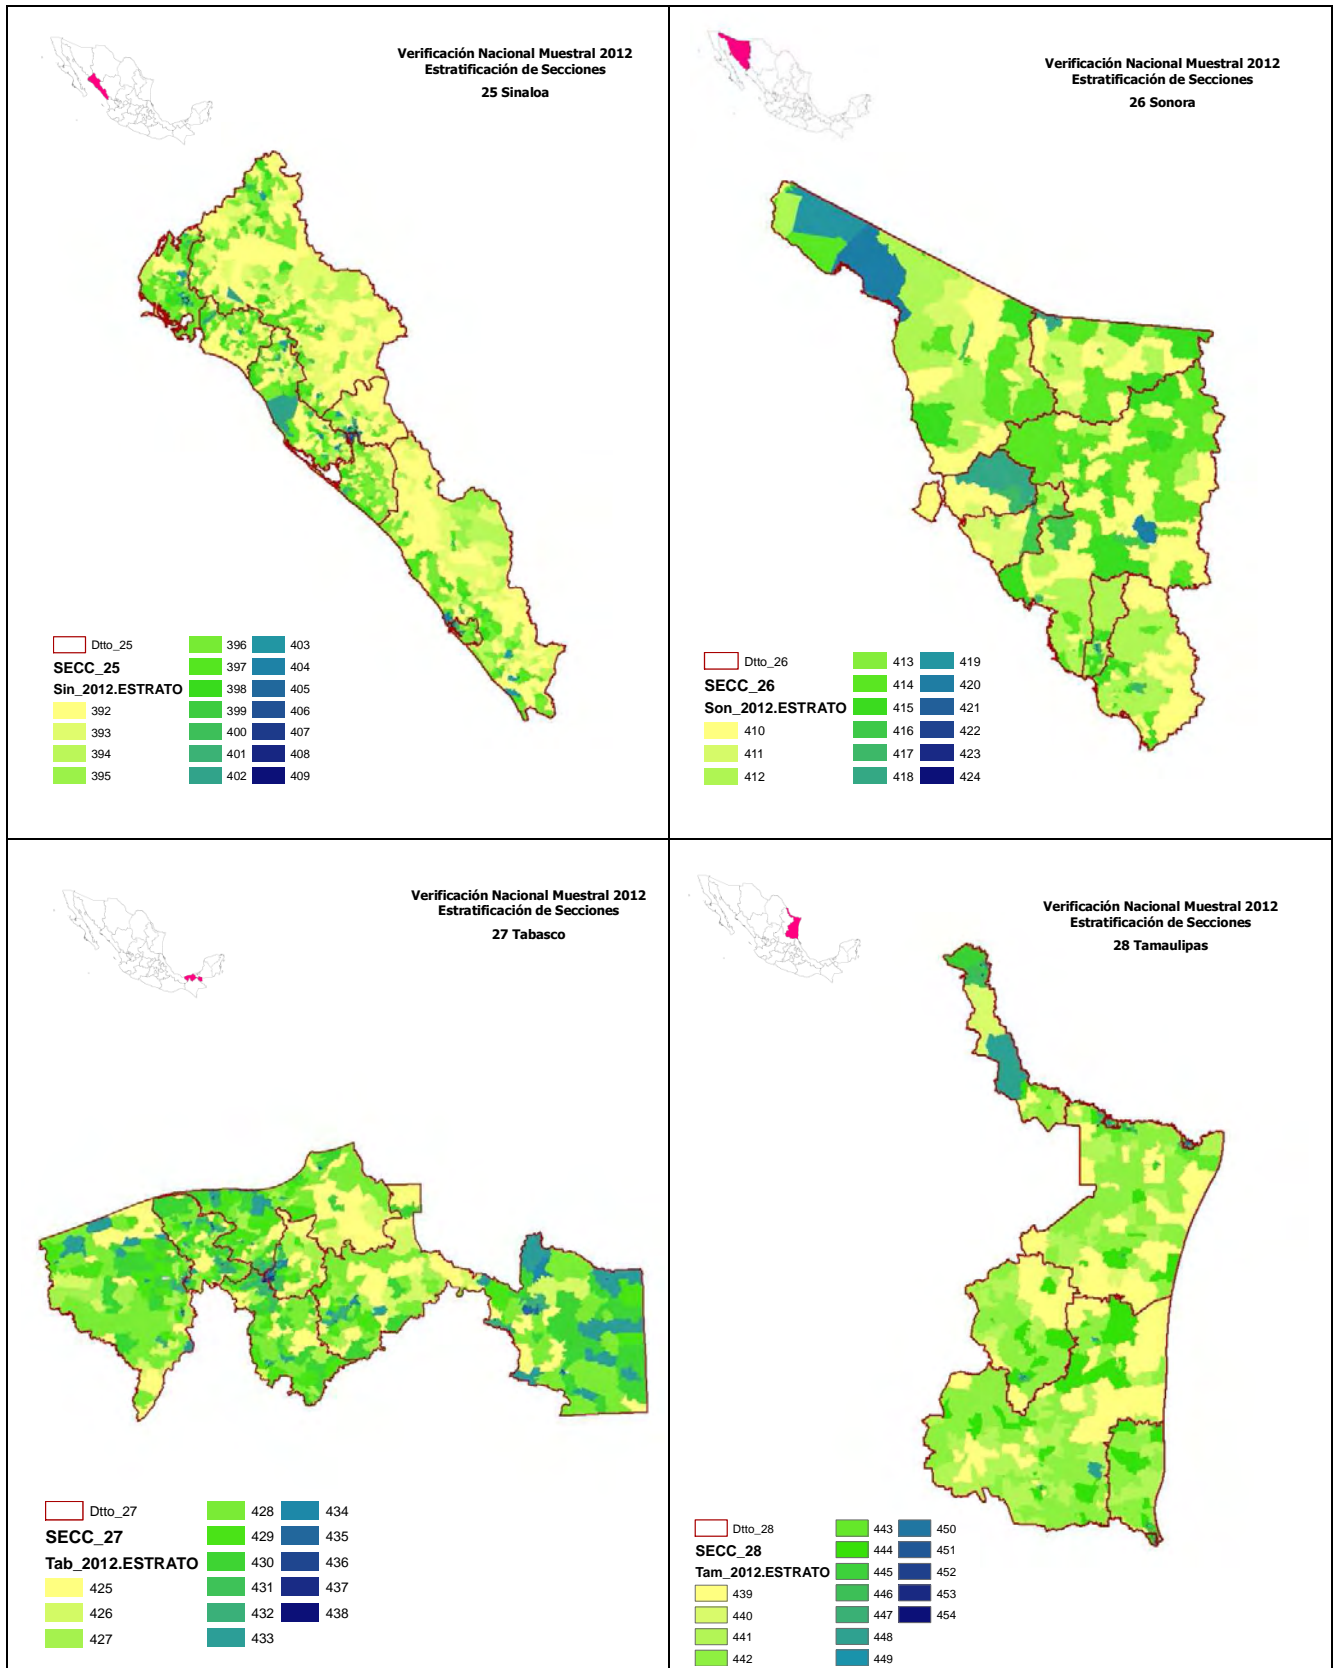 Verificación Nacional Muestral 2012
Estratificación de Secciones
25 Sinaloa
Dtto_25
SECC_25
Sin_2012.ESTRATO
392
393
394
395
396
397
398
399
400
401
402
403
404
405
406
407
408
409
Verificación Nacional Muestral 2012
Estratificación de Secciones
26 Sonora
Dtto_26
SECC_26
Son_2012.ESTRATO
410
411
412
413
414
415
416
417
418
419
420
421
422
423
424
Verificación Nacional Muestral 2012
Estratificación de Secciones
27 Tabasco
Dtto_27
SECC_27
Tab_2012.ESTRATO
425
426
427
428
429
430
431
432
433
434
435
436
437
438
Verificación Nacional Muestral 2012
Estratificación de Secciones
28 Tamaulipas
Dtto_28
SECC_28
Tam_2012.ESTRATO
439
440
441
442
443
444
445
446
447
448
449
450
451
452
453
454